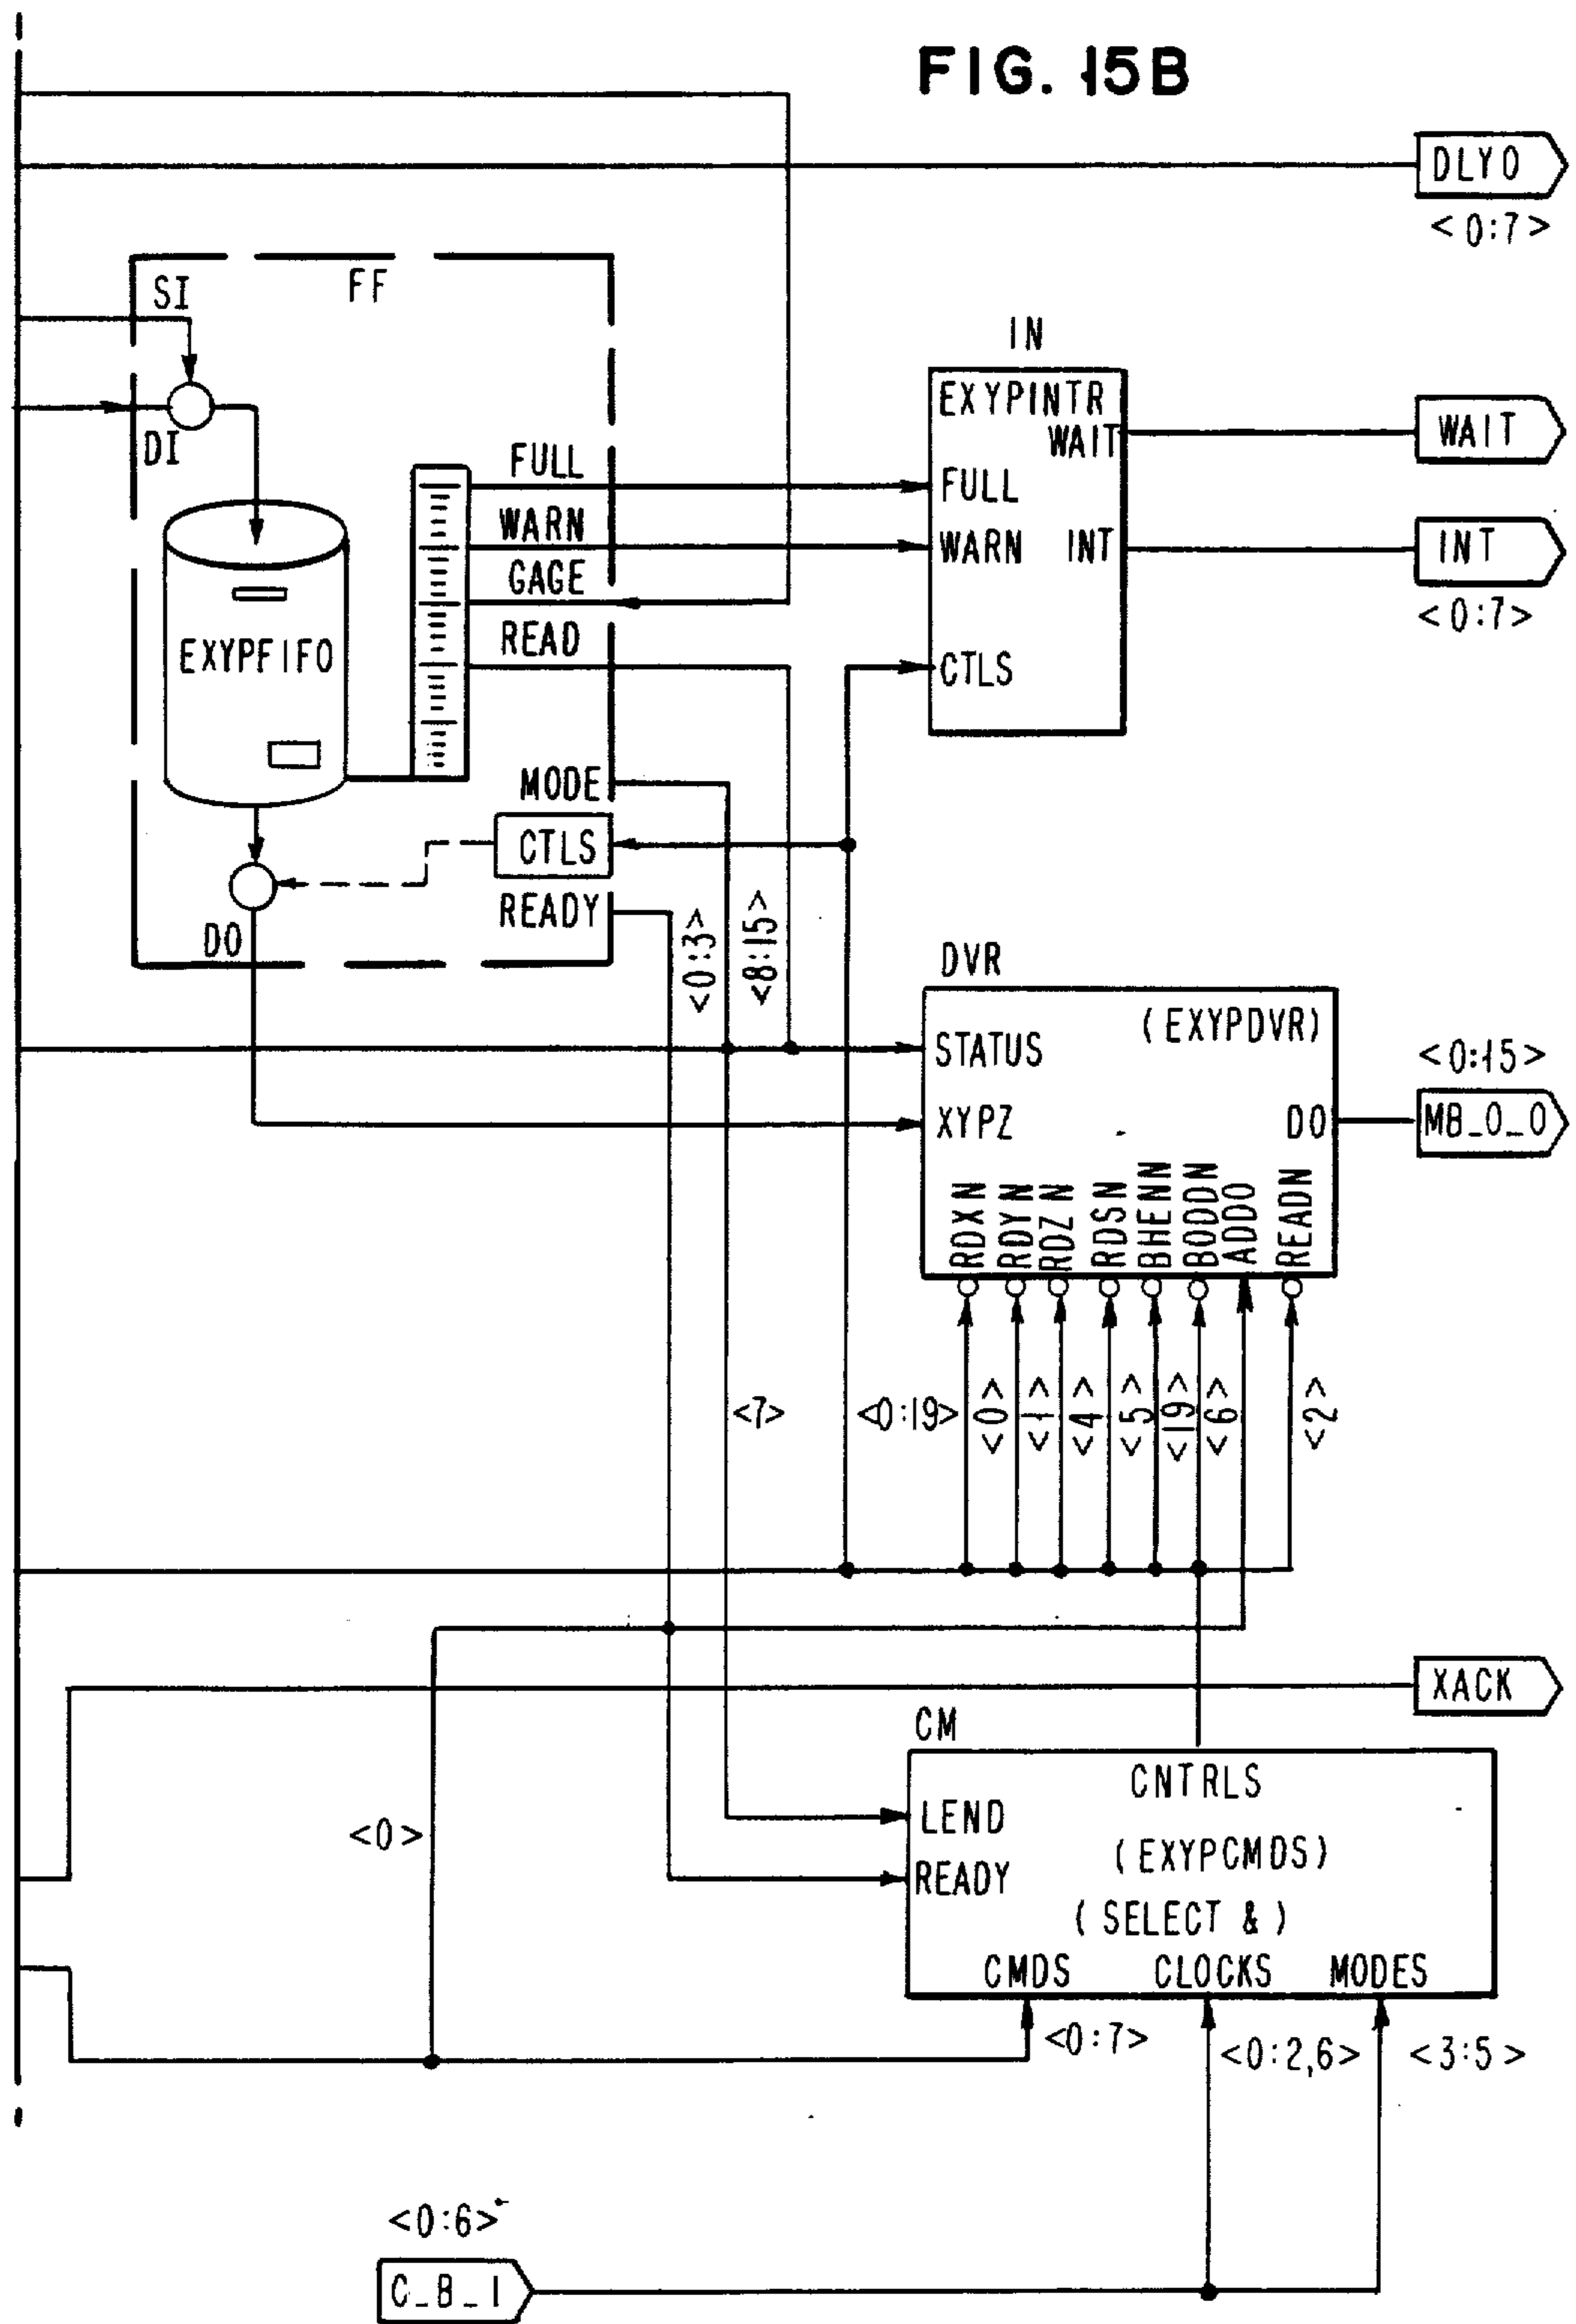 FIG. 15B
DLY0
<0:7>
FF
SI
DI
IN
EXYPINTR
WAIT
WAIT
FULL
FULL
WARN
WARN
INT
INT
<0:7>
GAGE
READ
EXYPFIFO
CTLS
MODE
CTLS
READY
DO
<0:3>
<8:15>
DVR
(EXYPDVR)
STATUS
<0:15>
XYPZ
DO
MB_0_0
RDXN
RDYN
RDZN
RDSN
BHENN
BODDN
ADDO
READN
<7>
<0:19>
<0>
<1>
<4>
<5>
<19>
<6>
<2>
XACK
CM
CNTRLS
LEND
(EXYPCMDS)
READY
(SELECT &)
<0>
CMDS
CLOCKS
MODES
<0:7>
<0:2,6>
<3:5>
<0:6>
C_B_I